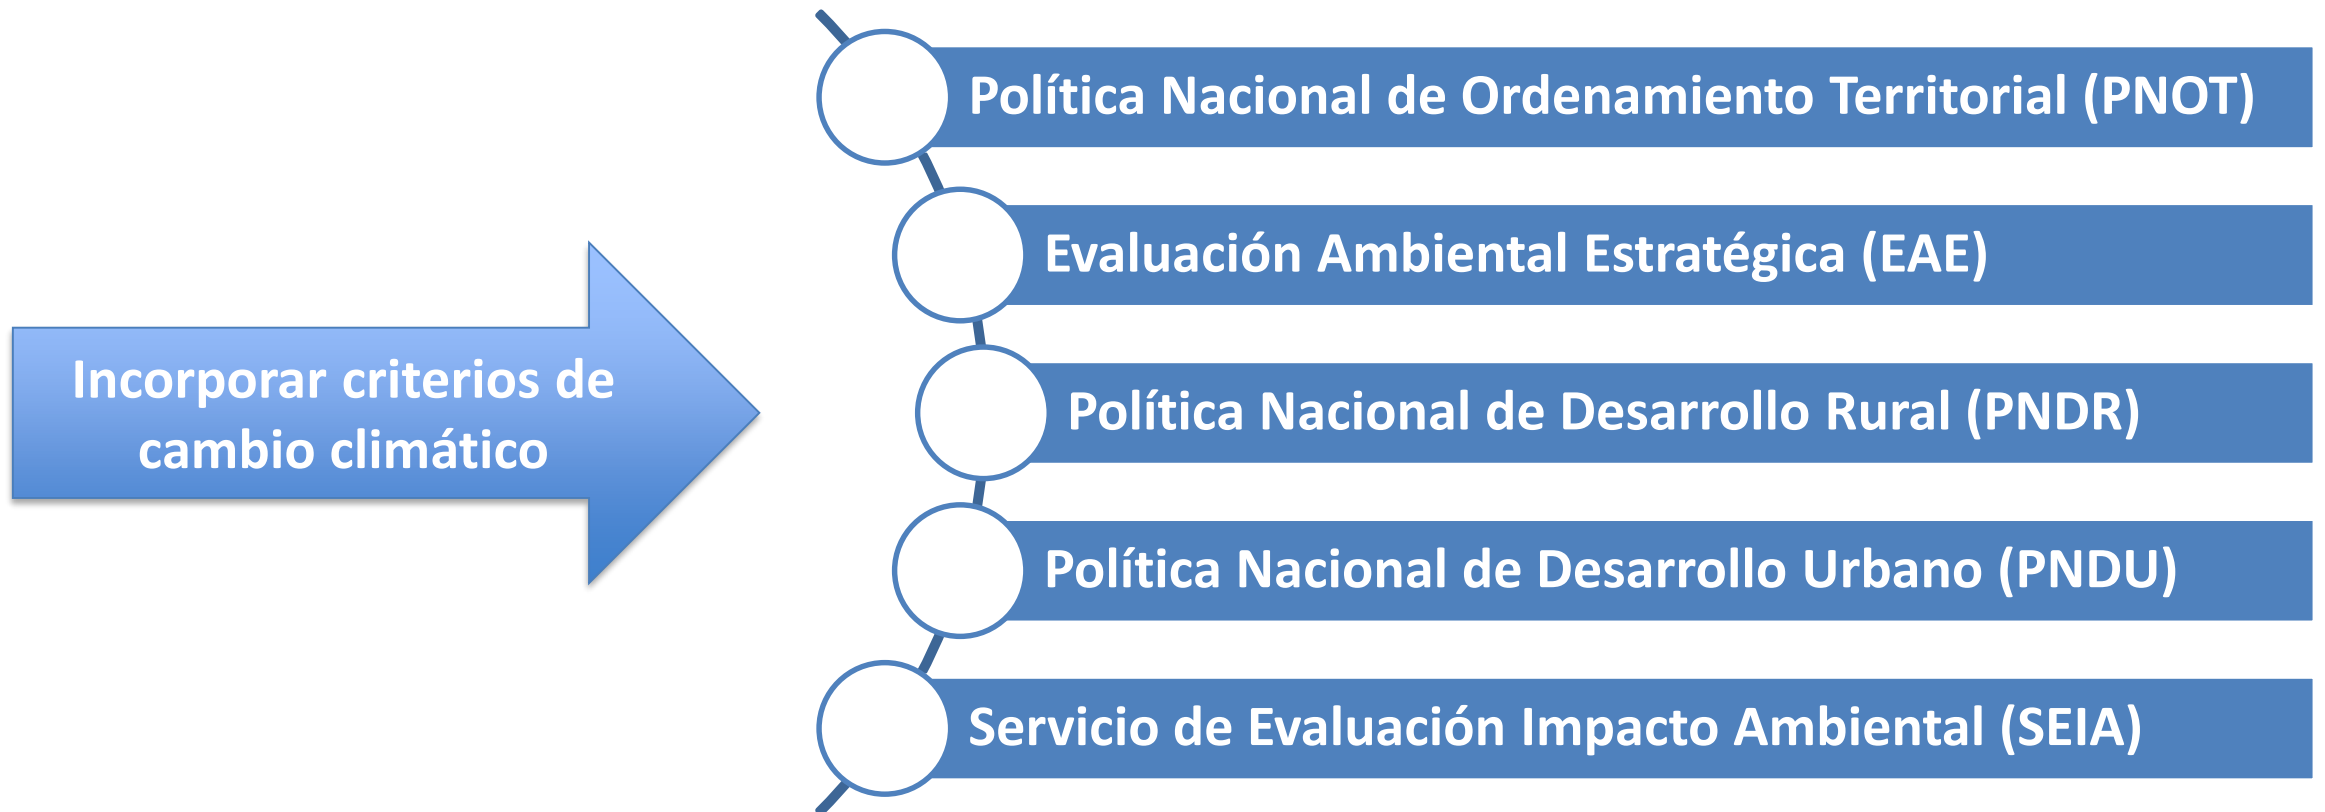 Política Nacional de Ordenamiento Territorial (PNOT)
Evaluación Ambiental Estratégica (EAE)
Incorporar criterios de
cambio climático
Política Nacional de Desarrollo Rural (PNDR)
Política Nacional de Desarrollo Urbano (PNDU)
Servicio de Evaluación Impacto Ambiental (SEIA)